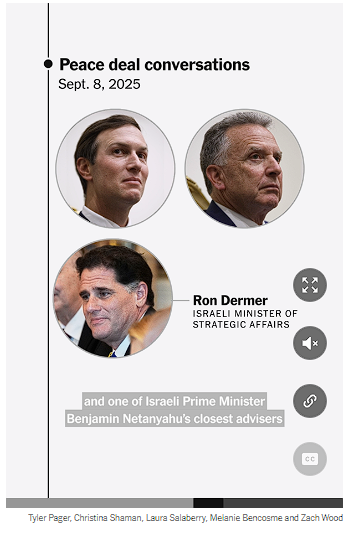 Peace deal conversations
Sept. 8, 2025
Ron Dermer
ISRAELI MINISTER OF
STRATEGIC AFFAIRS
and one of Israeli Prime Minister
Benjamin Netanyahu's closest advisers
CC
Tyler Pager, Christina Shaman, Laura Salaberry, Melanie Bencosme and Zach Wood